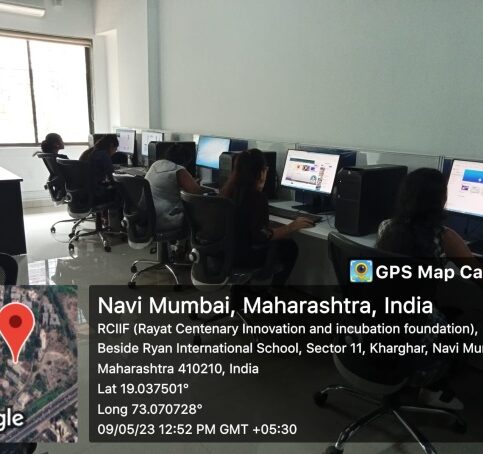 GPS Map Ca
Navi Mumbai, Maharashtra, India
RCIIF (Rayat Centenary Innovation and incubation foundation),
Beside Ryan International School, Sector 11, Kharghar, Navi Mu
Maharashtra 410210, India
Lat 19.037501°
Long 73.070728°
09/05/23 12:52 PM GMT +05:30
gle